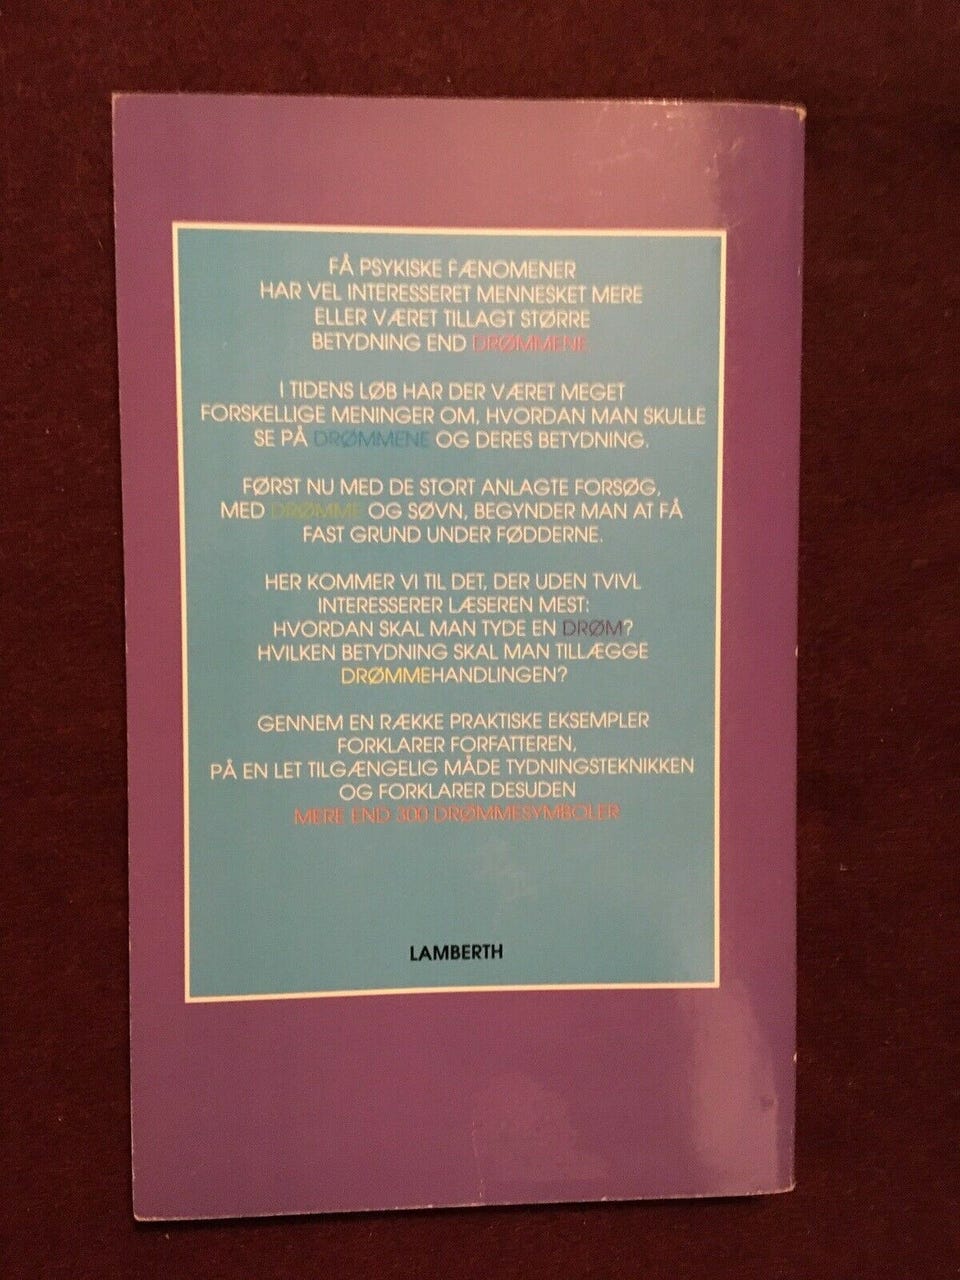 FÅ PSYKISKE FÆNOMENER
HAR VEL INTERESSERET MENNESKET MERE
ELLER VÆRET TILLAGT STØRRE
BETYDNING END DRØMMENE
I TIDENS LØB HAR DER VÆRET MEGET
FORSKELLIGE MENINGER OM, HVORDAN MAN SKULLE
SE PÅ DRØMMENE OG DERES BETYDNING.
FØRST NU MED DE STORT ANLAGTE FORSØG,
MED DRØMME OG SØVN, BEGYNDER MAN AT FÅ
FAST GRUND UNDER FØDDERNE.
HER KOMMER VI TIL DET, DER UDEN TVIVL
INTERESSERER LÆSEREN MEST:
HVORDAN SKAL MAN TYDE EN DRØM?
HVILKEN BETYDNING SKAL MAN TILLÆGGE
DRØMMEHANDLINGEN?
GENNEM EN RÆKKE PRAKTISKE EKSEMPLER
FORKLARER FORFATTEREN,
PÅ EN LET TILGÆNGELIG MÅDE TYDNINGSTEKNIKKEN
OG FORKLARER DESUDEN
MERE END 300 DRØMMESYMBOLER
LAMBERTH